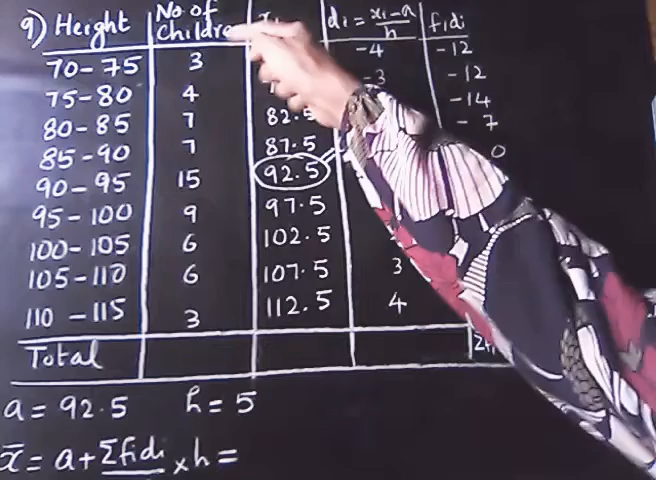 9) Height No of Children di = xi-a/h fidi
70-75 3 -4 -12
75-80 4 -3 -12
80-85 7 82.5 -14
85-90 7 87.5 -7
90-95 15 92.5 0
95-100 9 97.5
100-105 6 102.5
105-110 6 107.5 3
110-115 3 112.5 4
Total
a = 92.5 h = 5
x̄ = a + Σfidi × h =